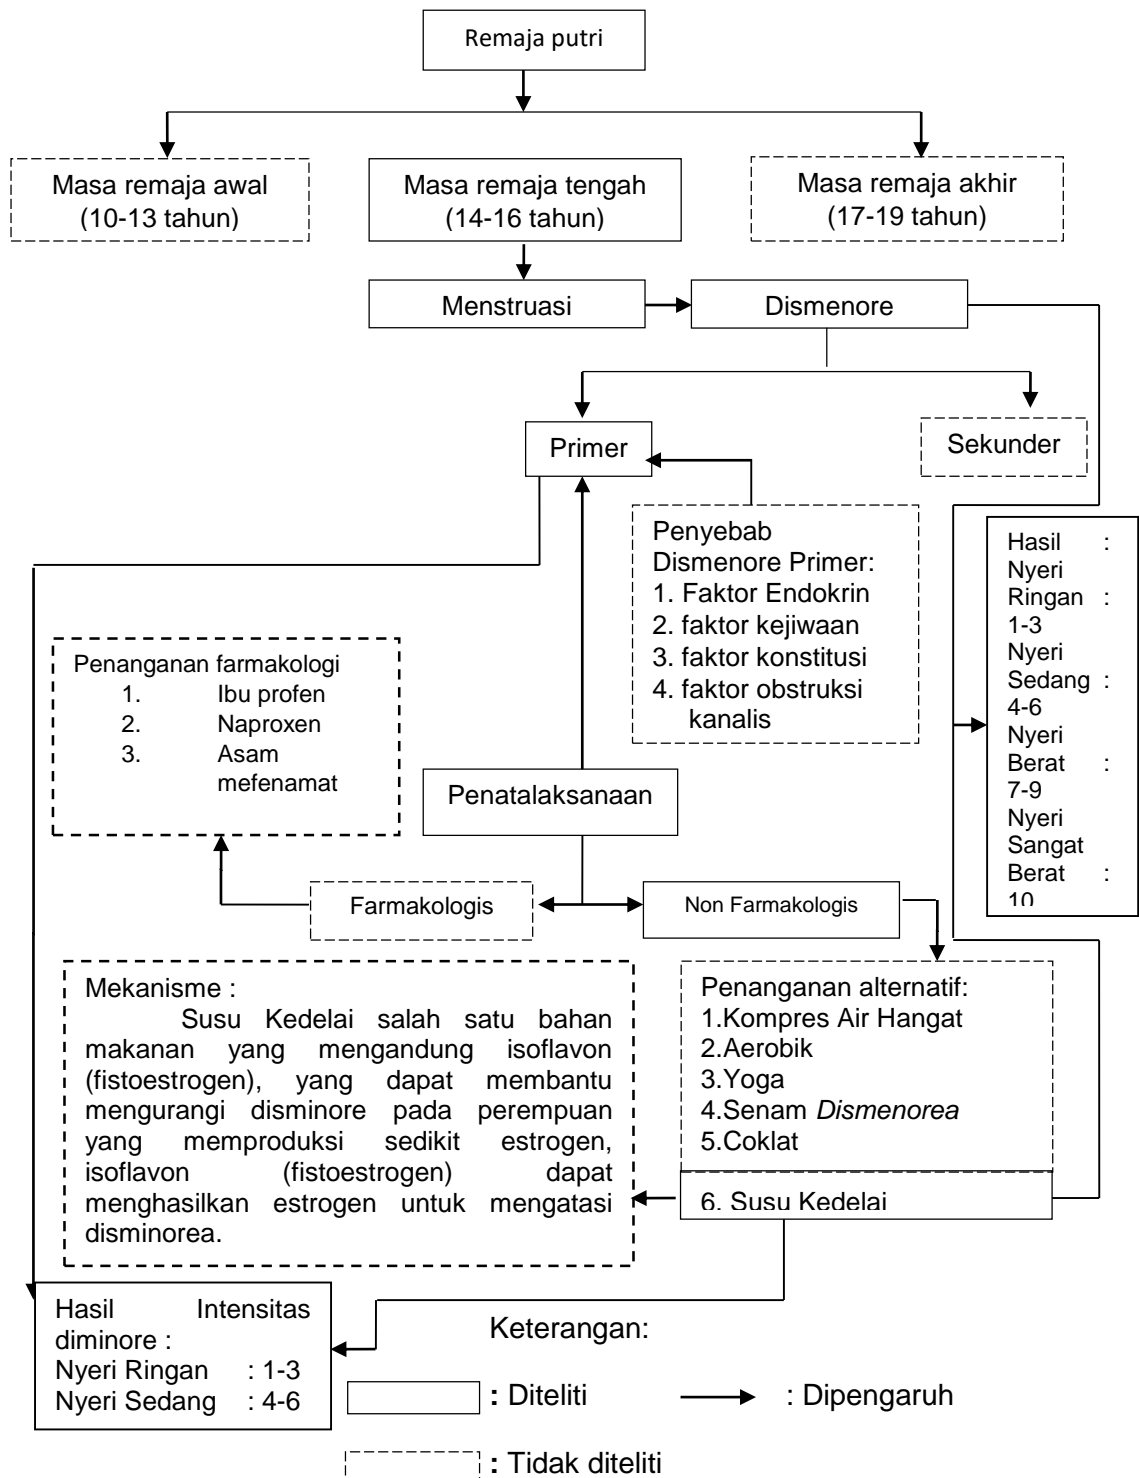 Remaja putri
Masa remaja awal
(10-13 tahun)
Masa remaja tengah
(14-16 tahun)
Masa remaja akhir
(17-19 tahun)
Menstruasi
Dismenore
Primer
Sekunder
Penyebab
Dismenore Primer:
1. Faktor Endokrin
2. faktor kejiwaan
3. faktor konstitusi
4. faktor obstruksi
kanalis
Hasil :
Nyeri
Ringan :
1-3
Nyeri
Sedang :
4-6
Nyeri
Berat :
7-9
Nyeri
Sangat
Berat :
10
Penanganan farmakologi
1. Ibu profen
2. Naproxen
3. Asam
mefenamat
Penatalaksanaan
Farmakologis
Non Farmakologis
Mekanisme :
Susu Kedelai salah satu bahan
makanan yang mengandung isoflavon
(fistoestrogen), yang dapat membantu
mengurangi disminore pada perempuan
yang memproduksi sedikit estrogen,
isoflavon (fistoestrogen) dapat
menghasilkan estrogen untuk mengatasi
disminorea.
Penanganan alternatif:
1.Kompres Air Hangat
2.Aerobik
3.Yoga
4.Senam Dismenorea
5.Coklat
6. Susu Kedelai
Hasil Intensitas
diminore :
Nyeri Ringan : 1-3
Nyeri Sedang : 4-6
Keterangan:
: Diteliti
: Dipengaruh
: Tidak diteliti